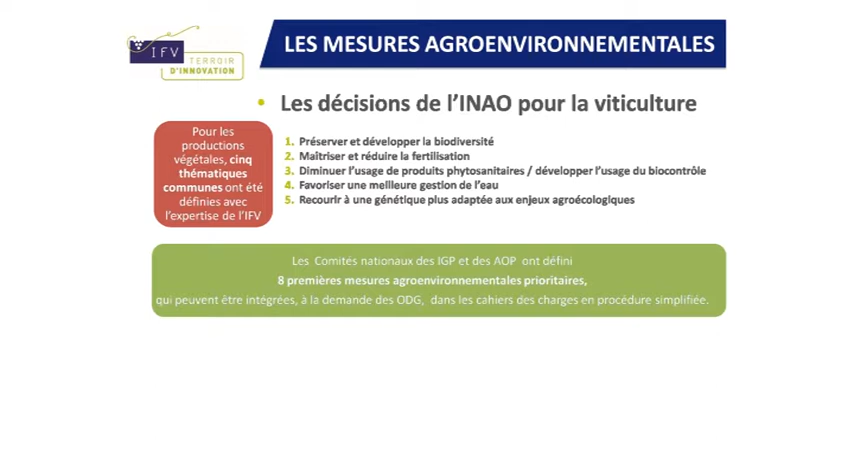 IFV
TERROIR
D'INNOVATION
LES MESURES AGROENVIRONNEMENTALES
• Les décisions de l'INAO pour la viticulture
Pour les
productions
végétales, cinq
thématiques
communes ont été
définies avec
l'expertise de l'IFV
1. Préserver et développer la biodiversité
2. Maîtriser et réduire la fertilisation
3. Diminuer l'usage de produits phytosanitaires / développer l'usage du biocontrôle
4. Favoriser une meilleure gestion de l'eau
5. Recourir à une génétique plus adaptée aux enjeux agroécologiques
Les Comités nationaux des IGP et des AOP ont défini
8 premières mesures agroenvironnementales prioritaires,
qui peuvent être intégrées, à la demande des ODG, dans les cahiers des charges en procédure simplifiée.